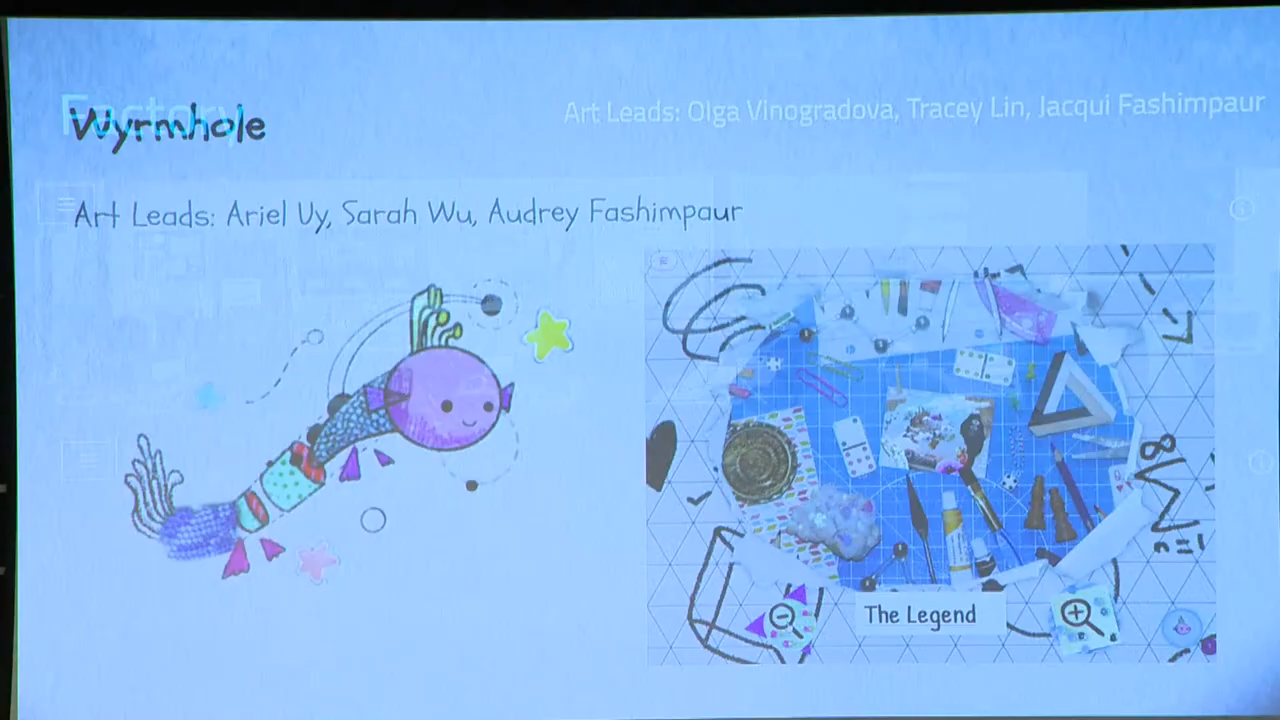 Factory
Wyrmhole
Art Leads: Olga Vinogradova, Tracey Lin, Jacqui Fashimpaur
Art Leads: Ariel Uy, Sarah Wu, Audrey Fashimpaur
The Legend